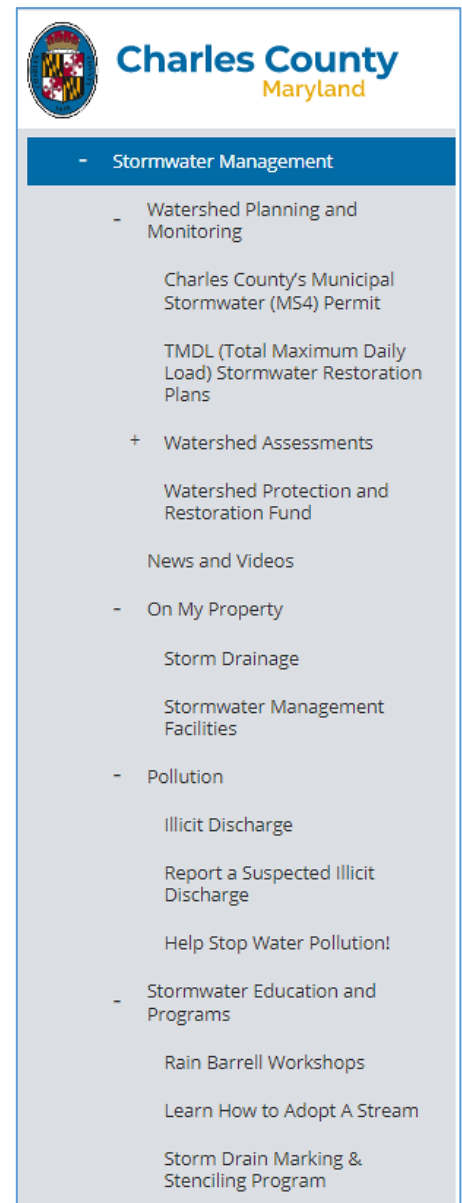 Charles County
Maryland
- Stormwater Management
- Watershed Planning and
Monitoring
Charles County's Municipal
Stormwater (MS4) Permit
TMDL (Total Maximum Daily
Load) Stormwater Restoration
Plans
+ Watershed Assessments
Watershed Protection and
Restoration Fund
News and Videos
- On My Property
Storm Drainage
Stormwater Management
Facilities
- Pollution
Illicit Discharge
Report a Suspected Illicit
Discharge
Help Stop Water Pollution!
- Stormwater Education and
Programs
Rain Barrell Workshops
Learn How to Adopt A Stream
Storm Drain Marking &
Stenciling Program